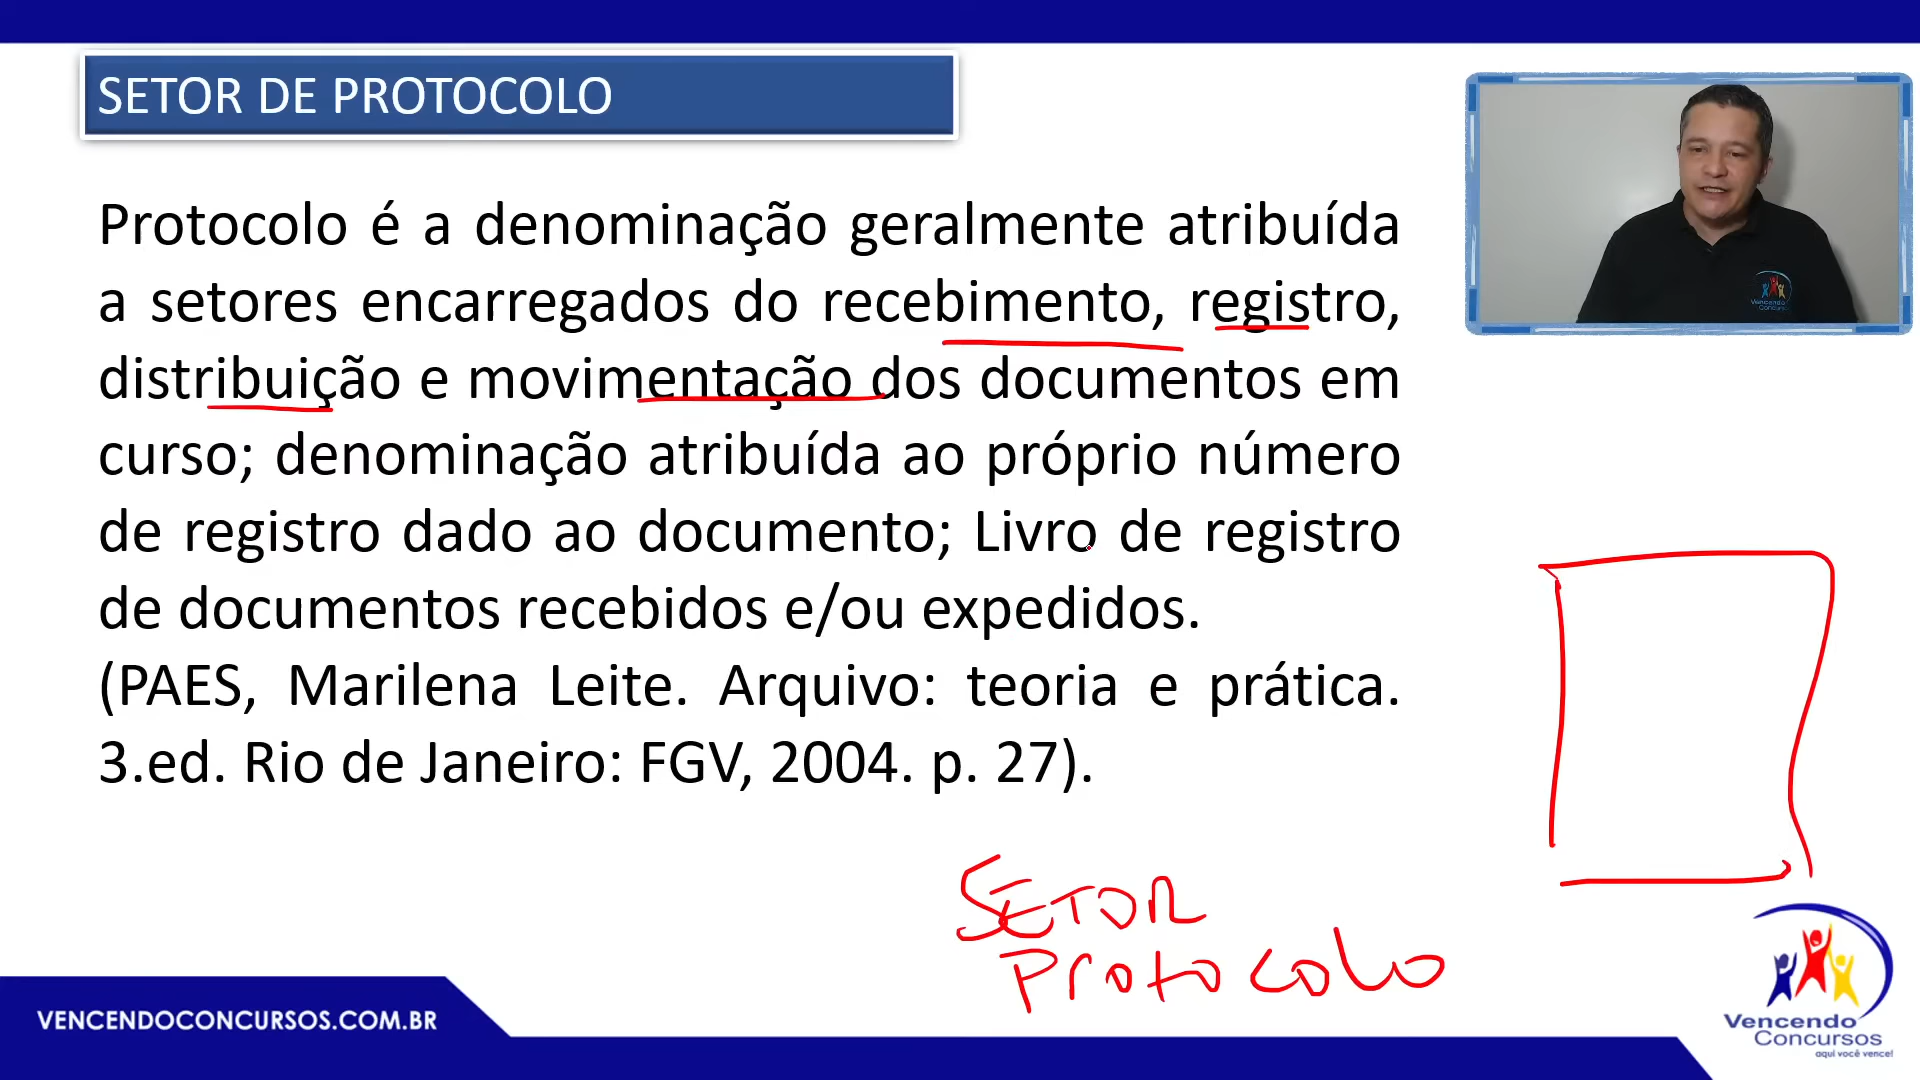 SETOR DE PROTOCOLO
Protocolo é a denominação geralmente atribuída
a setores encarregados do recebimento, registro,
distribuição e movimentação dos documentos em
curso; denominação atribuída ao próprio número
de registro dado ao documento; Livro de registro
de documentos recebidos e/ou expedidos.
(PAES, Marilena Leite. Arquivo: teoria e prática.
3.ed. Rio de Janeiro: FGV, 2004. p. 27).
SETOR
Protocolo
VENCENDOCONCURSOS.COM.BR
Vencendo
Concursos
aqui você vence!
Vencendo
Concursos